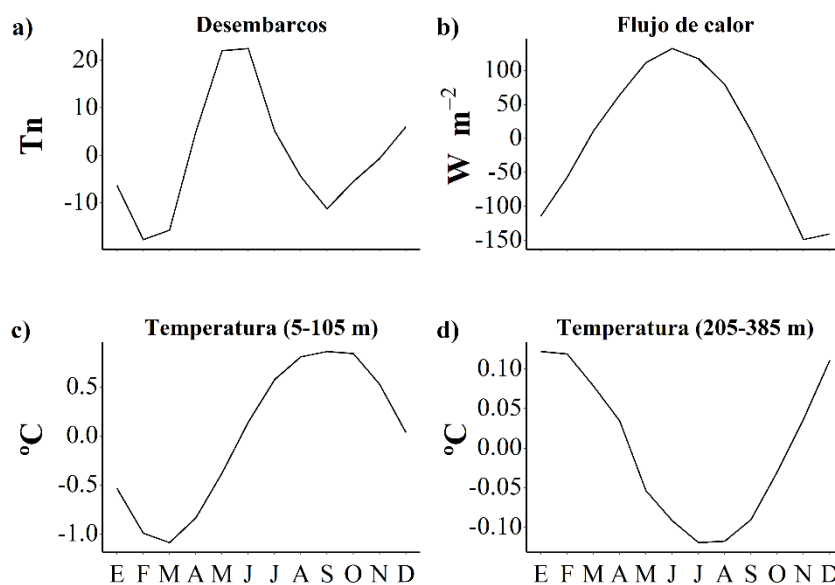 a) Desembarcos
Tn
20
10
0
-10
b) Flujo de calor
W m⁻²
100
50
0
-50
-100
-150
c) Temperatura (5-105 m)
ºC
0.5
0.0
-0.5
-1.0
E F M A M J J A S O N D
d) Temperatura (205-385 m)
ºC
0.10
0.05
0.00
-0.05
-0.10
E F M A M J J A S O N D